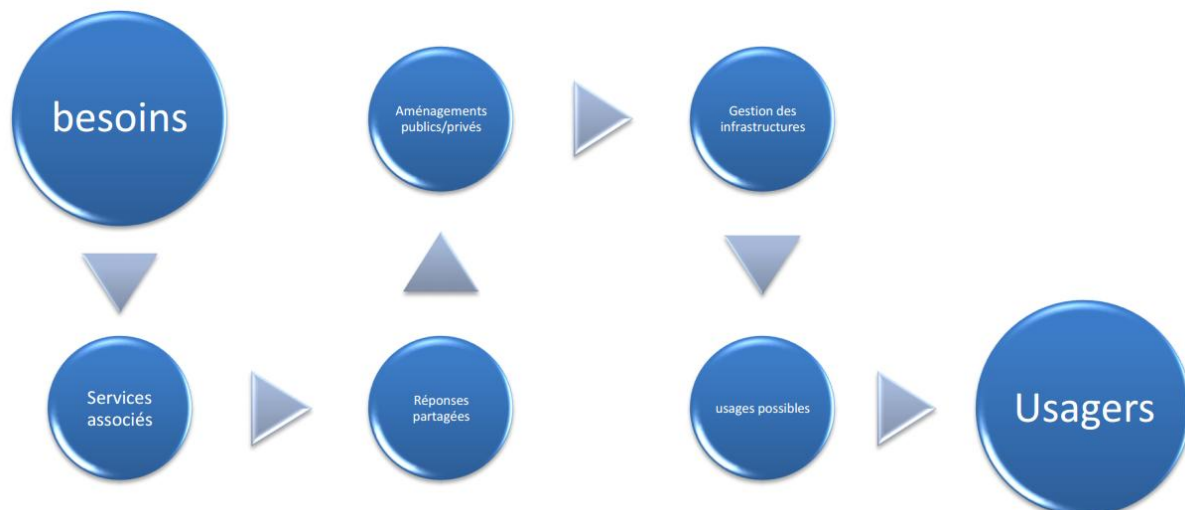 besoins
Services
associés
Réponses
partagées
Aménagements
publics/privés
Gestion des
infrastructures
usages possibles
Usagers